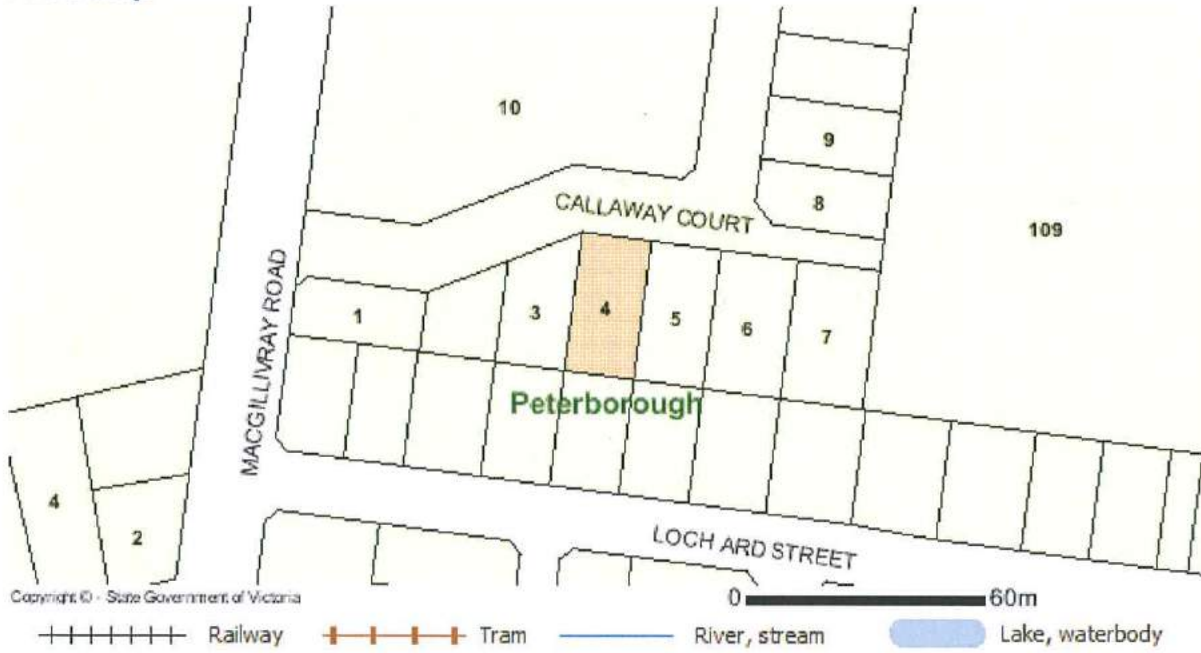 10
9
8
CALLAWAY COURT
109
MACGILLIVRAY ROAD
1
3
4
5
6
7
Peterborough
4
2
LOCH ARD STREET
Copyright © - State Government of Victoria
0 60m
Railway Tram River, stream Lake, waterbody